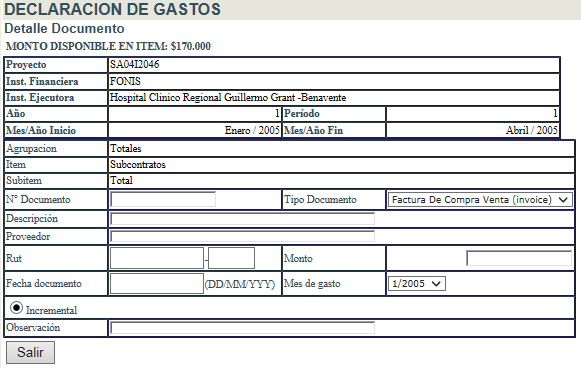 DECLARACION DE GASTOS
Detalle Documento
MONTO DISPONIBLE EN ITEM: $170.000
Proyecto SA04I2046
Inst. Financiera FONIS
Inst. Ejecutora Hospital Clinico Regional Guillermo Grant -Benavente
Año 1 Período 1
Mes/Año Inicio Enero / 2005 Mes/Año Fin Abril / 2005
Agrupacion Totales
Item Subcontratos
Subitem Total
N° Documento Tipo Documento Factura De Compra Venta (invoice)
Descripción
Proveedor
Rut - Monto
Fecha documento (DD/MM/YYY) Mes de gasto 1/2005
Incremental
Observación
Salir